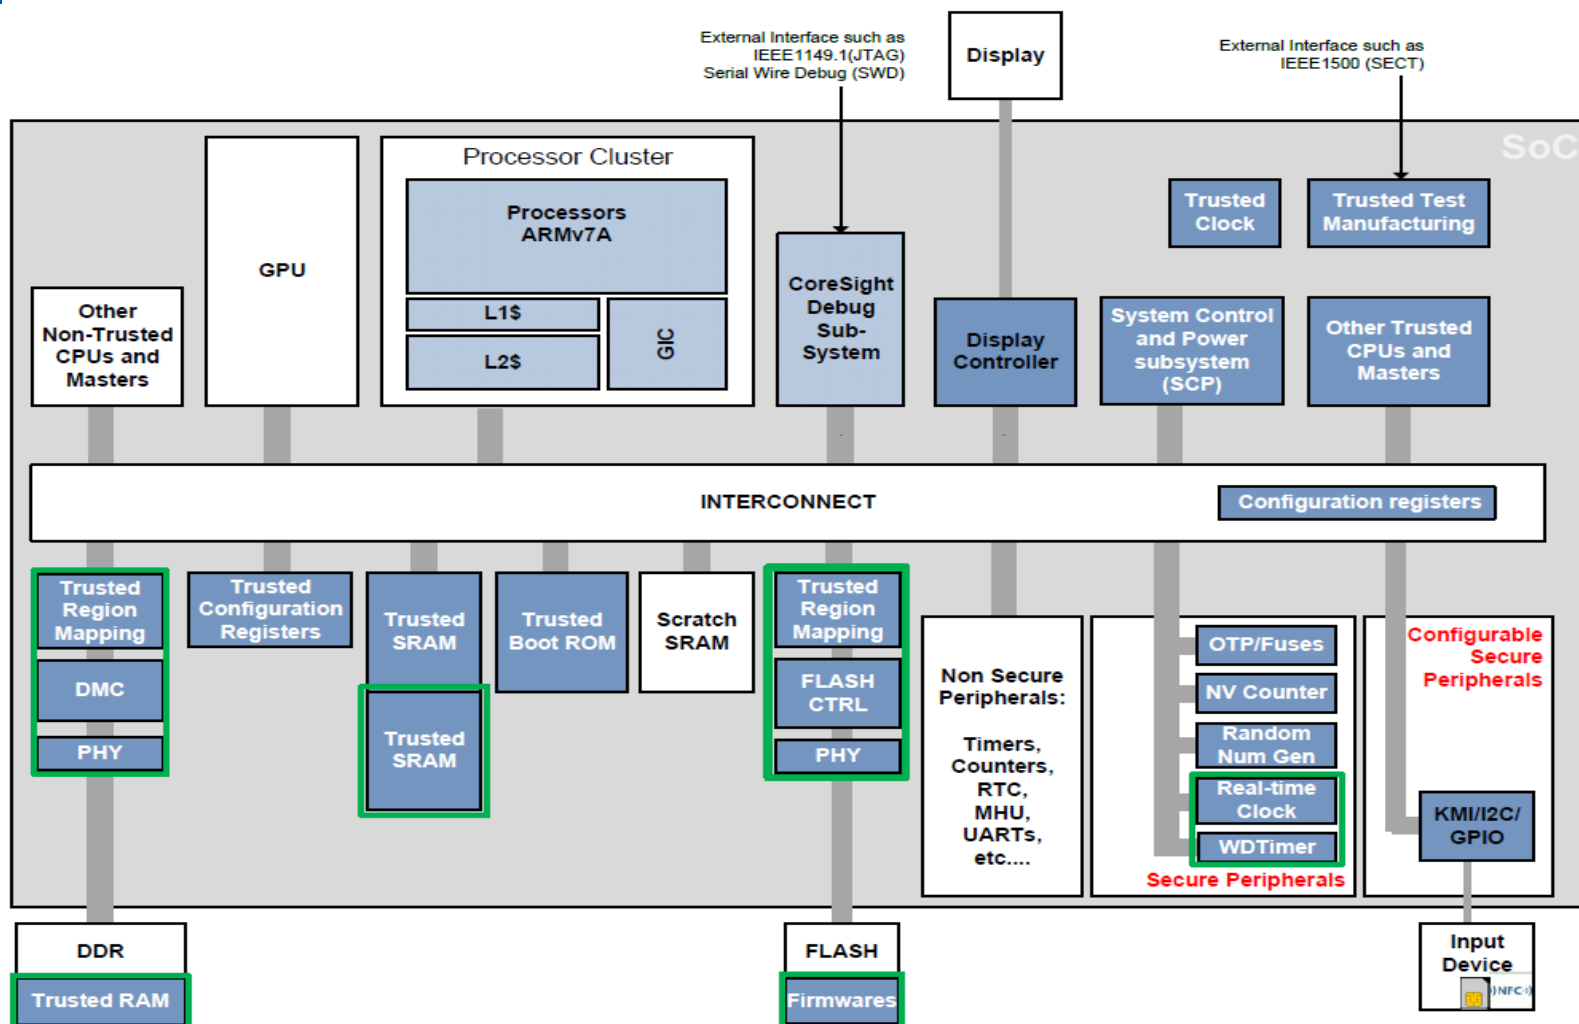 External Interface such as
IEEE1149.1(JTAG)
Serial Wire Debug (SWD)
Display
External Interface such as
IEEE1500 (SECT)
SoC
Processor Cluster
Processors
ARMv7A
L1$
L2$
GIC
GPU
Other
Non-Trusted
CPUs and
Masters
CoreSight
Debug
Sub-
System
Display
Controller
Trusted
Clock
Trusted Test
Manufacturing
System Control
and Power
subsystem
(SCP)
Other Trusted
CPUs and
Masters
INTERCONNECT
Configuration registers
Trusted
Region
Mapping
DMC
PHY
Trusted
Configuration
Registers
Trusted
SRAM
Trusted
SRAM
Trusted
Boot ROM
Scratch
SRAM
Trusted
Region
Mapping
FLASH
CTRL
PHY
Non Secure
Peripherals:
Timers,
Counters,
RTC,
MHU,
UARTs,
etc....
OTP/Fuses
NV Counter
Random
Num Gen
Real-time
Clock
WDTimer
Secure Peripherals
Configurable
Secure
Peripherals
KMI/I2C/
GPIO
DDR
Trusted RAM
FLASH
Firmwares
Input
Device
NFC